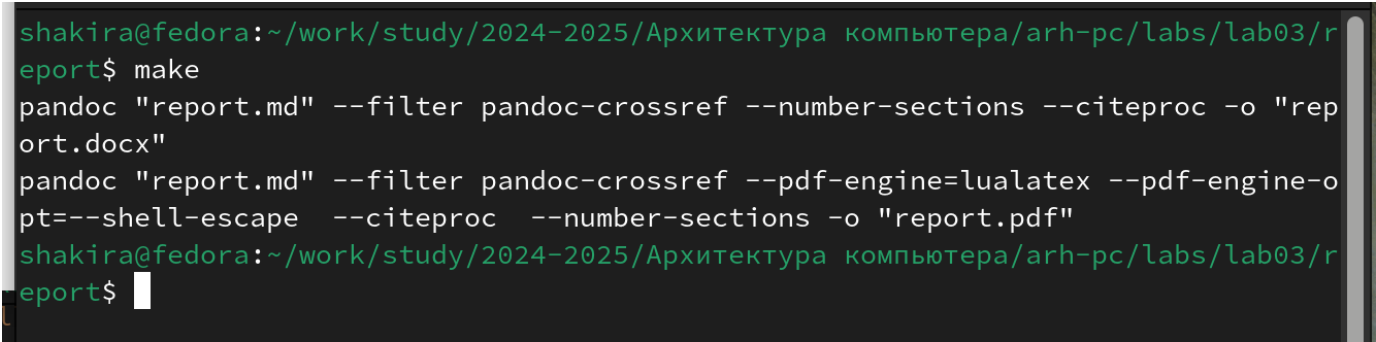 shakira@fedora:~/work/study/2024-2025/Архитектура компьютера/arh-pc/labs/lab03/r
eport$ make
pandoc "report.md" --filter pandoc-crossref --number-sections --citeproc -o "rep
ort.docx"
pandoc "report.md" --filter pandoc-crossref --pdf-engine=lualatex --pdf-engine-o
pt=--shell-escape  --citeproc  --number-sections -o "report.pdf"
shakira@fedora:~/work/study/2024-2025/Архитектура компьютера/arh-pc/labs/lab03/r
eport$